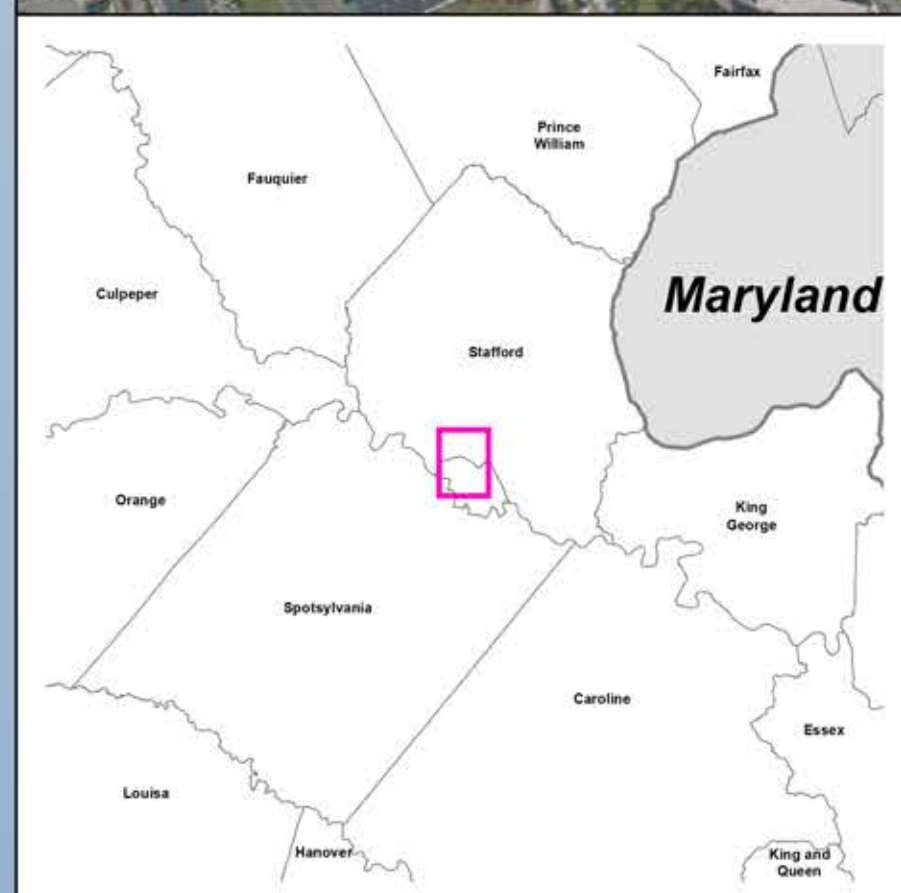 Fairfax
Prince
William
Fauquier
Culpeper
Maryland
Stafford
Orange
King
George
Spotsylvania
Caroline
Essex
Louisa
Hanover
King and
Queen